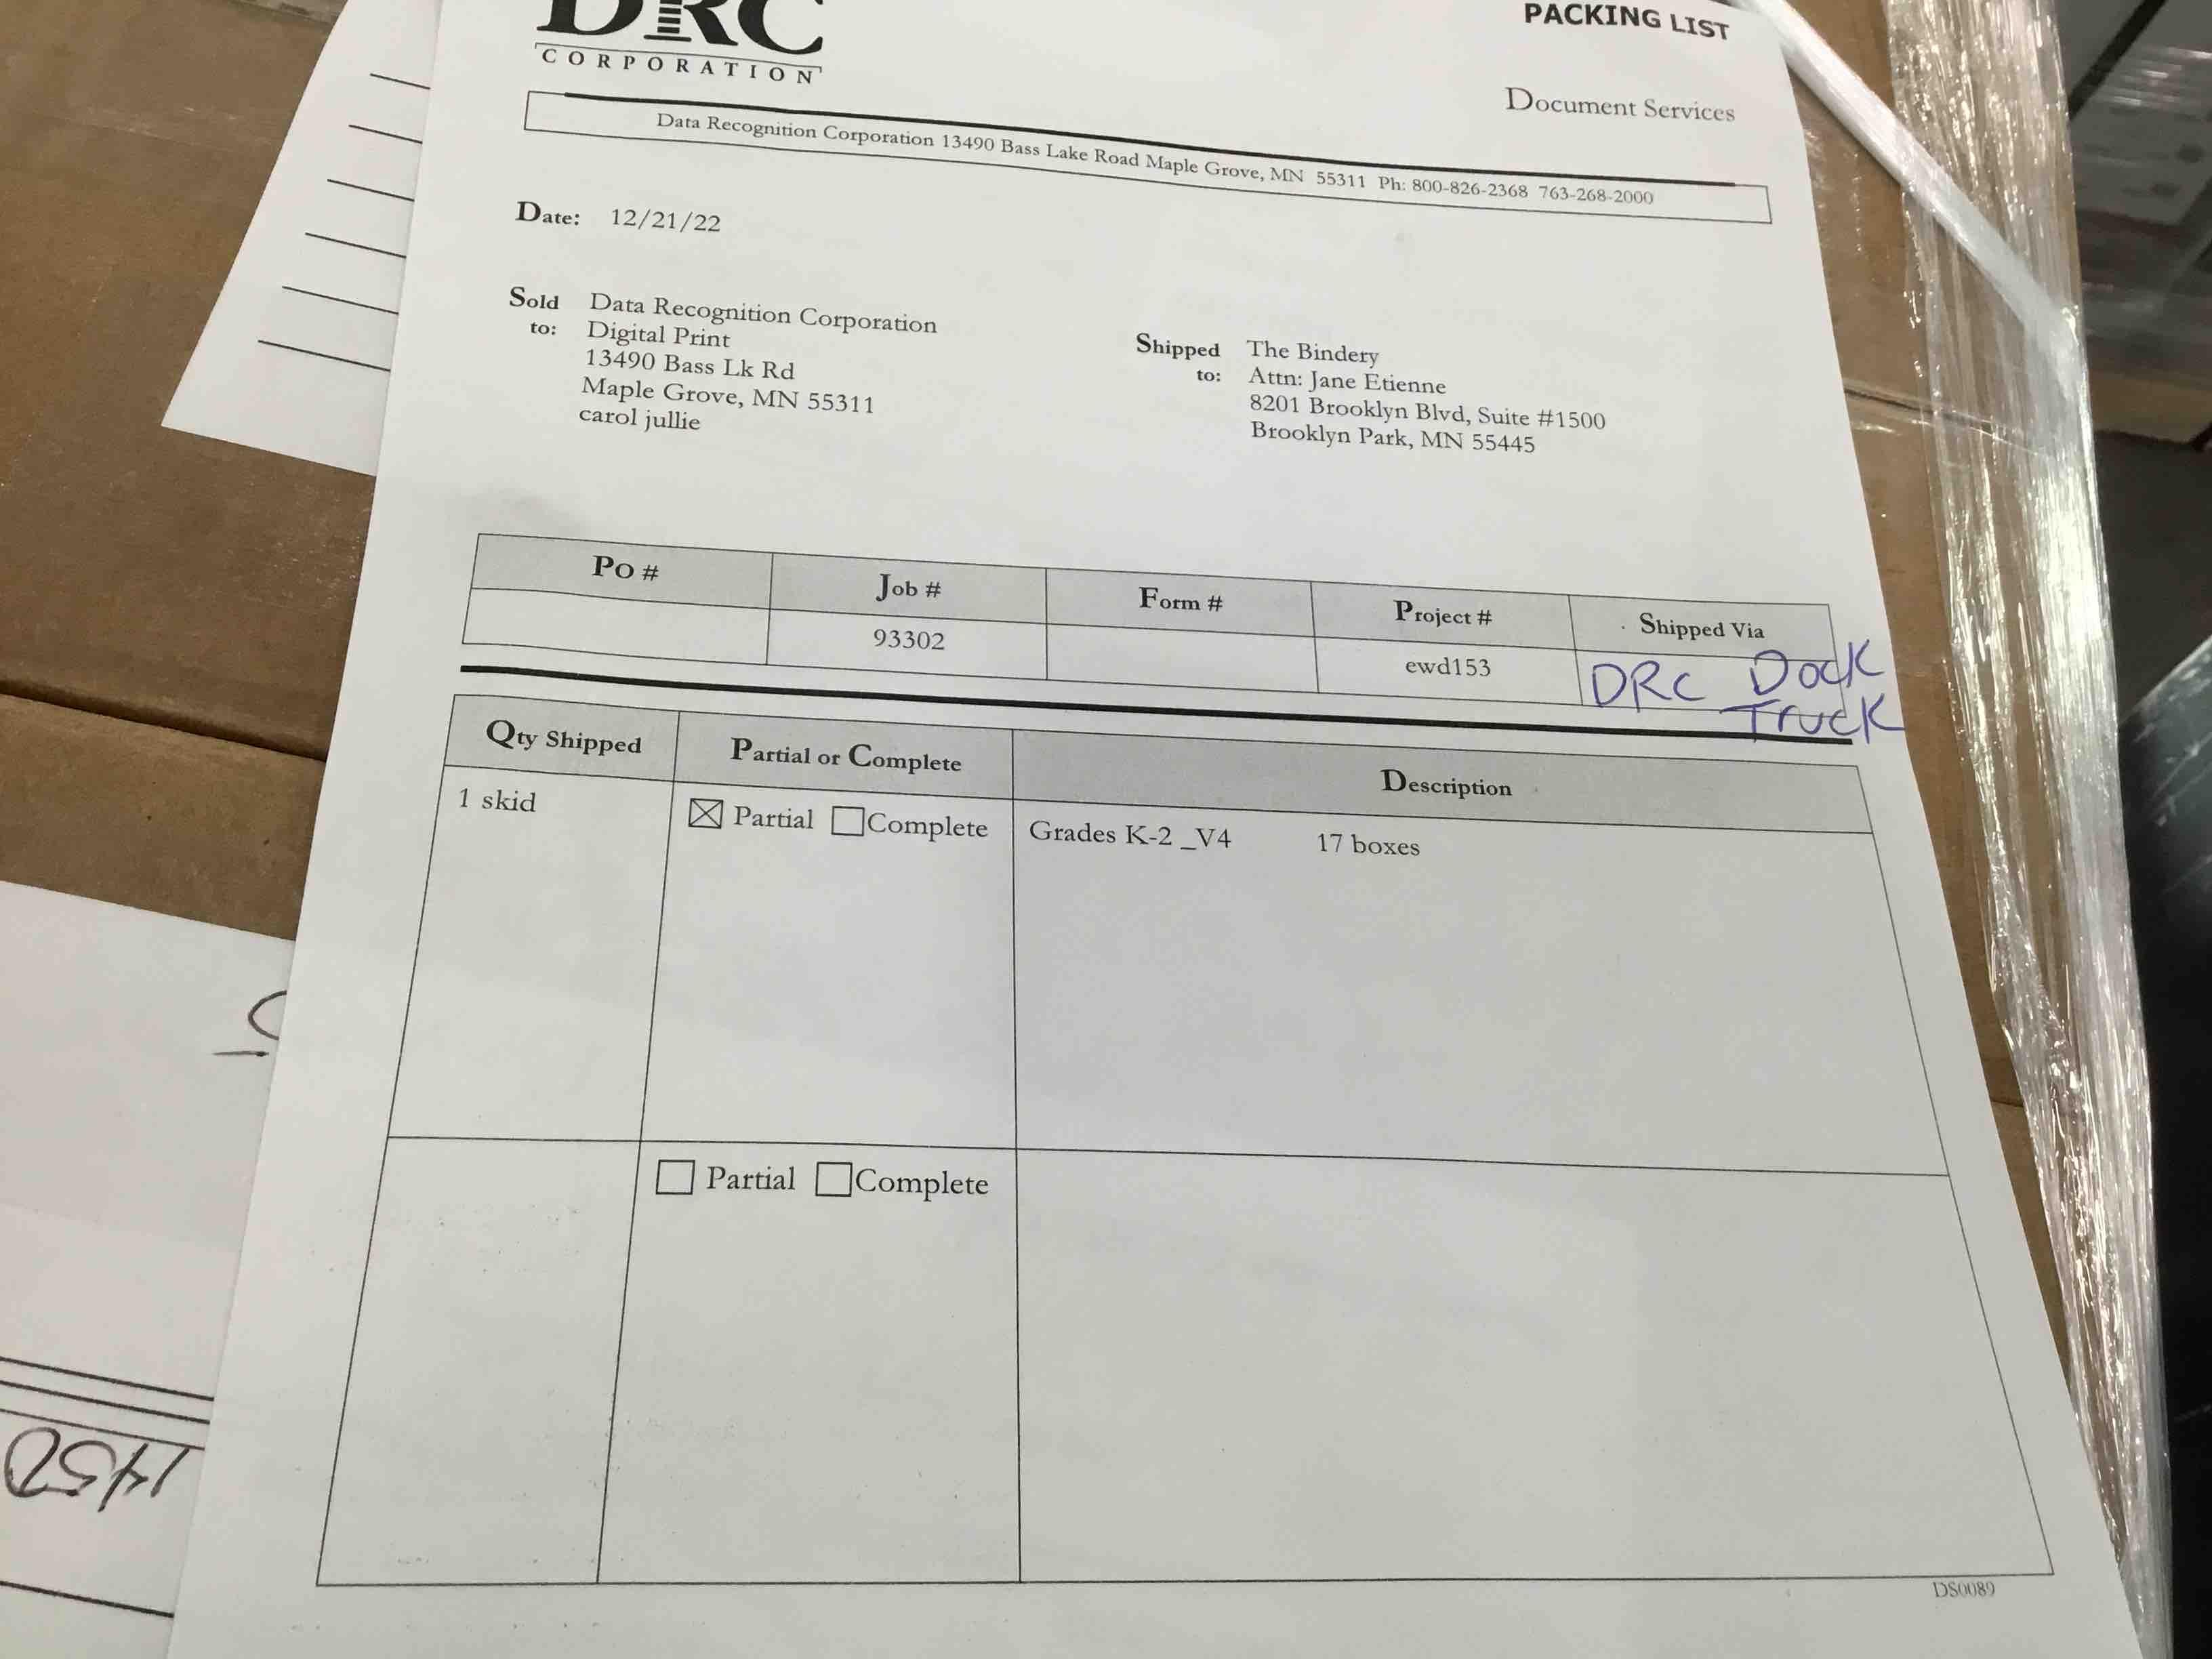 DRC
CORPORATION
PACKING LIST
Document Services
Data Recognition Corporation 13490 Bass Lake Road Maple Grove, MN 55311 Ph: 800-826-2368 763-268-2000
Date: 12/21/22
Sold to:
Data Recognition Corporation
Digital Print
13490 Bass Lk Rd
Maple Grove, MN 55311
carol jullie
Shipped to:
The Bindery
Attn: Jane Etienne
8201 Brooklyn Blvd, Suite #1500
Brooklyn Park, MN 55445
PO # Job # Form # Project # Shipped Via
93302 ewd153 DRC Dock
Truck
Qty Shipped Partial or Complete Description
1 skid Partial Complete Grades K-2 _V4 17 boxes
Partial Complete
DS0089